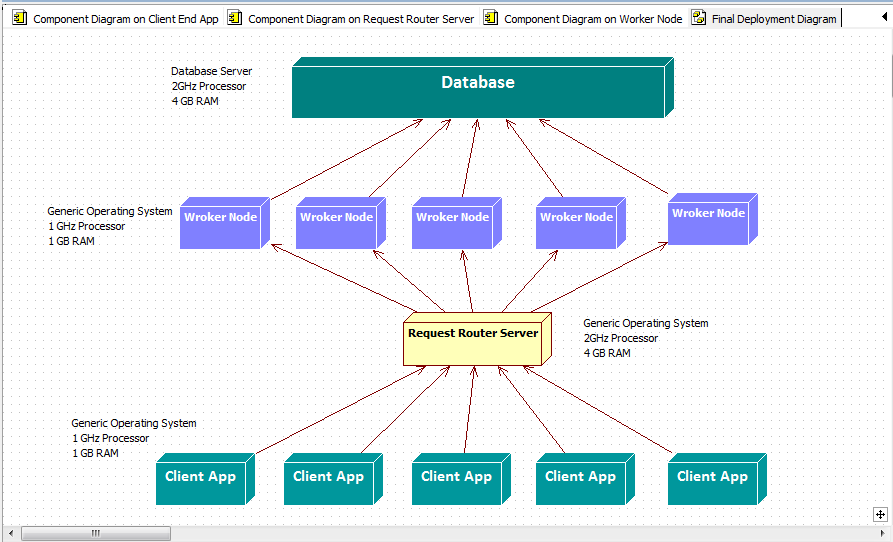 Component Diagram on Client End App
Component Diagram on Request Router Server
Component Diagram on Worker Node
Final Deployment Diagram
Database Server
2GHz Processor
4 GB RAM
Database
Generic Operating System
1 GHz Processor
1 GB RAM
Wroker Node
Wroker Node
Wroker Node
Wroker Node
Wroker Node
Request Router Server
Generic Operating System
2GHz Processor
4 GB RAM
Generic Operating System
1 GHz Processor
1 GB RAM
Client App
Client App
Client App
Client App
Client App